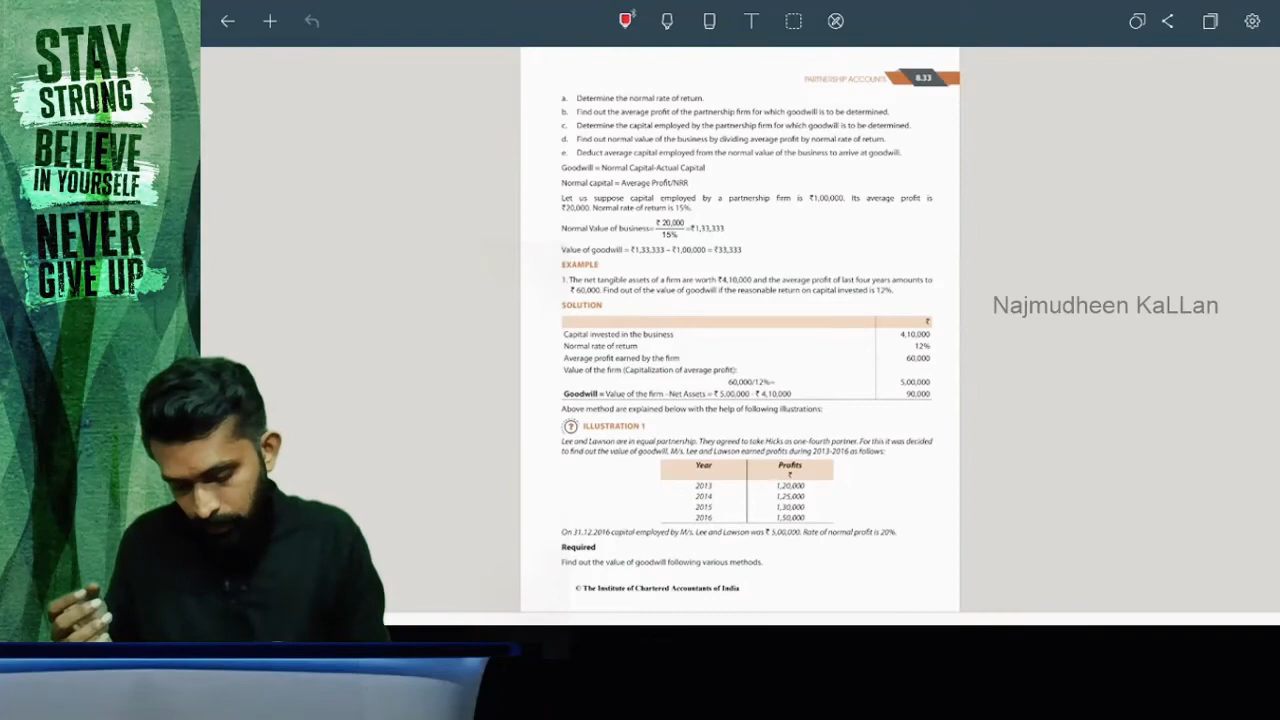 STAY
STRONG
BELIEVE
IN YOURSELF
NEVER
GIVE UP
PARTNERSHIP ACCOUNTS 8.33
a. Determine the normal rate of return.
b. Find out the average profit of the partnership firm for which goodwill is to be determined.
c. Determine the capital employed by the partnership firm for which goodwill is to be determined.
d. Find out normal value of the business by dividing average profit by normal rate of return.
e. Deduct average capital employed from the normal value of the business to arrive at goodwill.
Goodwill = Normal Capital-Actual Capital
Normal capital = Average Profit/NRR
Let us suppose capital employed by a partnership firm is ₹1,00,000. Its average profit is
₹20,000. Normal rate of return is 15%.
Normal Value of business= ₹ 20,000 / 15% =₹1,33,333
Value of goodwill = ₹1,33,333 – ₹1,00,000 = ₹33,333
EXAMPLE
1. The net tangible assets of a firm are worth ₹4,10,000 and the average profit of last four years amounts to
₹ 60,000. Find out of the value of goodwill if the reasonable return on capital invested is 12%.
SOLUTION
₹
Capital invested in the business 4,10,000
Normal rate of return 12%
Average profit earned by the firm 60,000
Value of the firm (Capitalization of average profit):
60,000/12%= 5,00,000
Goodwill = Value of the firm –Net Assets = ₹ 5,00,000 - ₹ 4,10,000 90,000
Above method are explained below with the help of following illustrations:
? ILLUSTRATION 1
Lee and Lawson are in equal partnership. They agreed to take Hicks as one-fourth partner. For this it was decided
to find out the value of goodwill. M/s. Lee and Lawson earned profits during 2013-2016 as follows:
Year Profits
₹
2013 1,20,000
2014 1,25,000
2015 1,30,000
2016 1,50,000
On 31.12.2016 capital employed by M/s. Lee and Lawson was ₹ 5,00,000. Rate of normal profit is 20%.
Required
Find out the value of goodwill following various methods.
© The Institute of Chartered Accountants of India
Najmudheen KaLLan